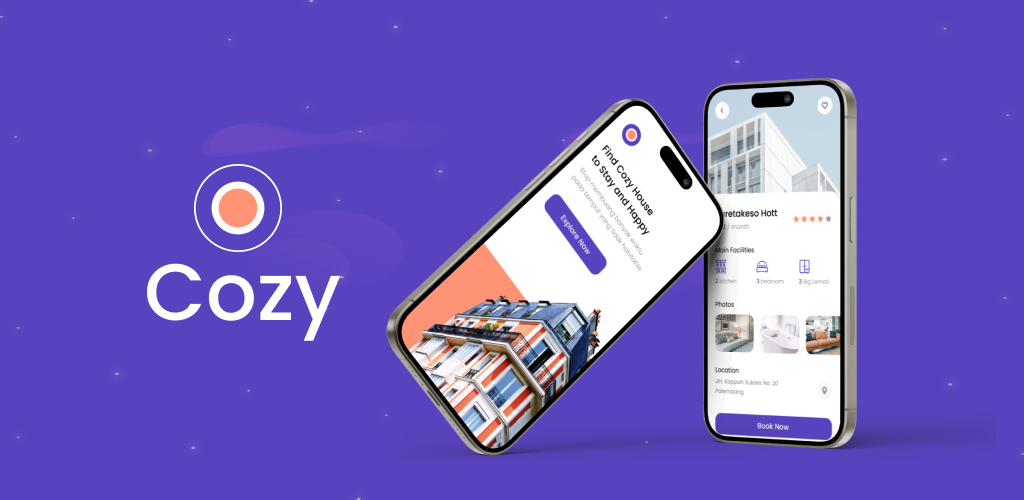 Cozy
Find Cozy House
to Stay and Happy
Stop membuang banyak waktu
pada tempat yang tidak habitable
Explore Now
retakeso Hott
/ month
Main Facilities
2 kitchen
3 bedroom
3 Big Lemari
Photos
Location
Jln. Kappan Sukses No. 20
Palembang
Book Now